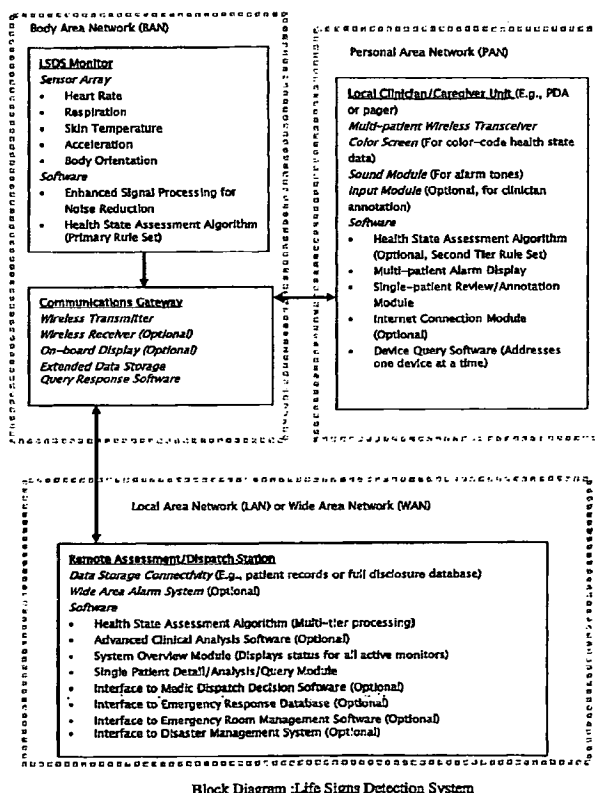 Body Area Network (BAN)
LSDS Monitor
Sensor Array
• Heart Rate
• Respiration
• Skin Temperature
• Acceleration
• Body Orientation
Software
• Enhanced Signal Processing for
Noise Reduction
• Health State Assessment Algorithm
(Primary Rule Set)
Communications Gateway
Wireless Transmitter
Wireless Receiver (Optional)
On-board Display (Optional)
Extended Data Storage
Query Response Software
Personal Area Network (PAN)
Local Clinician/Caregiver Unit (E.g., PDA
or pager)
Multi-patient Wireless Transceiver
Color Screen (For color-code health state
data)
Sound Module (For alarm tones)
Input Module (Optional, for clinician
annotation)
Software
• Health State Assessment Algorithm
(Optional, Second Tier Rule Set)
• Multi-patient Alarm Display
• Single-patient Review/Annotation
Module
• Internet Connection Module
(Optional)
• Device Query Software (Addresses
one device at a time)
Local Area Network (LAN) or Wide Area Network (WAN)
Remote Assessment/Dispatch Station
Data Storage Connectivity (E.g., patient records or full disclosure database)
Wide Area Alarm System (Optional)
Software
• Health State Assessment Algorithm (Multi-tier processing)
• Advanced Clinical Analysis Software (Optional)
• System Overview Module (Displays status for all active monitors)
• Single Patient Detail/Analysis/Query Module
• Interface to Medic Dispatch Decision Software (Optional)
• Interface to Emergency Response Database (Optional)
• Interface to Emergency Room Management Software (Optional)
• Interface to Disaster Management System (Optional)
Block Diagram :Life Signs Detection System